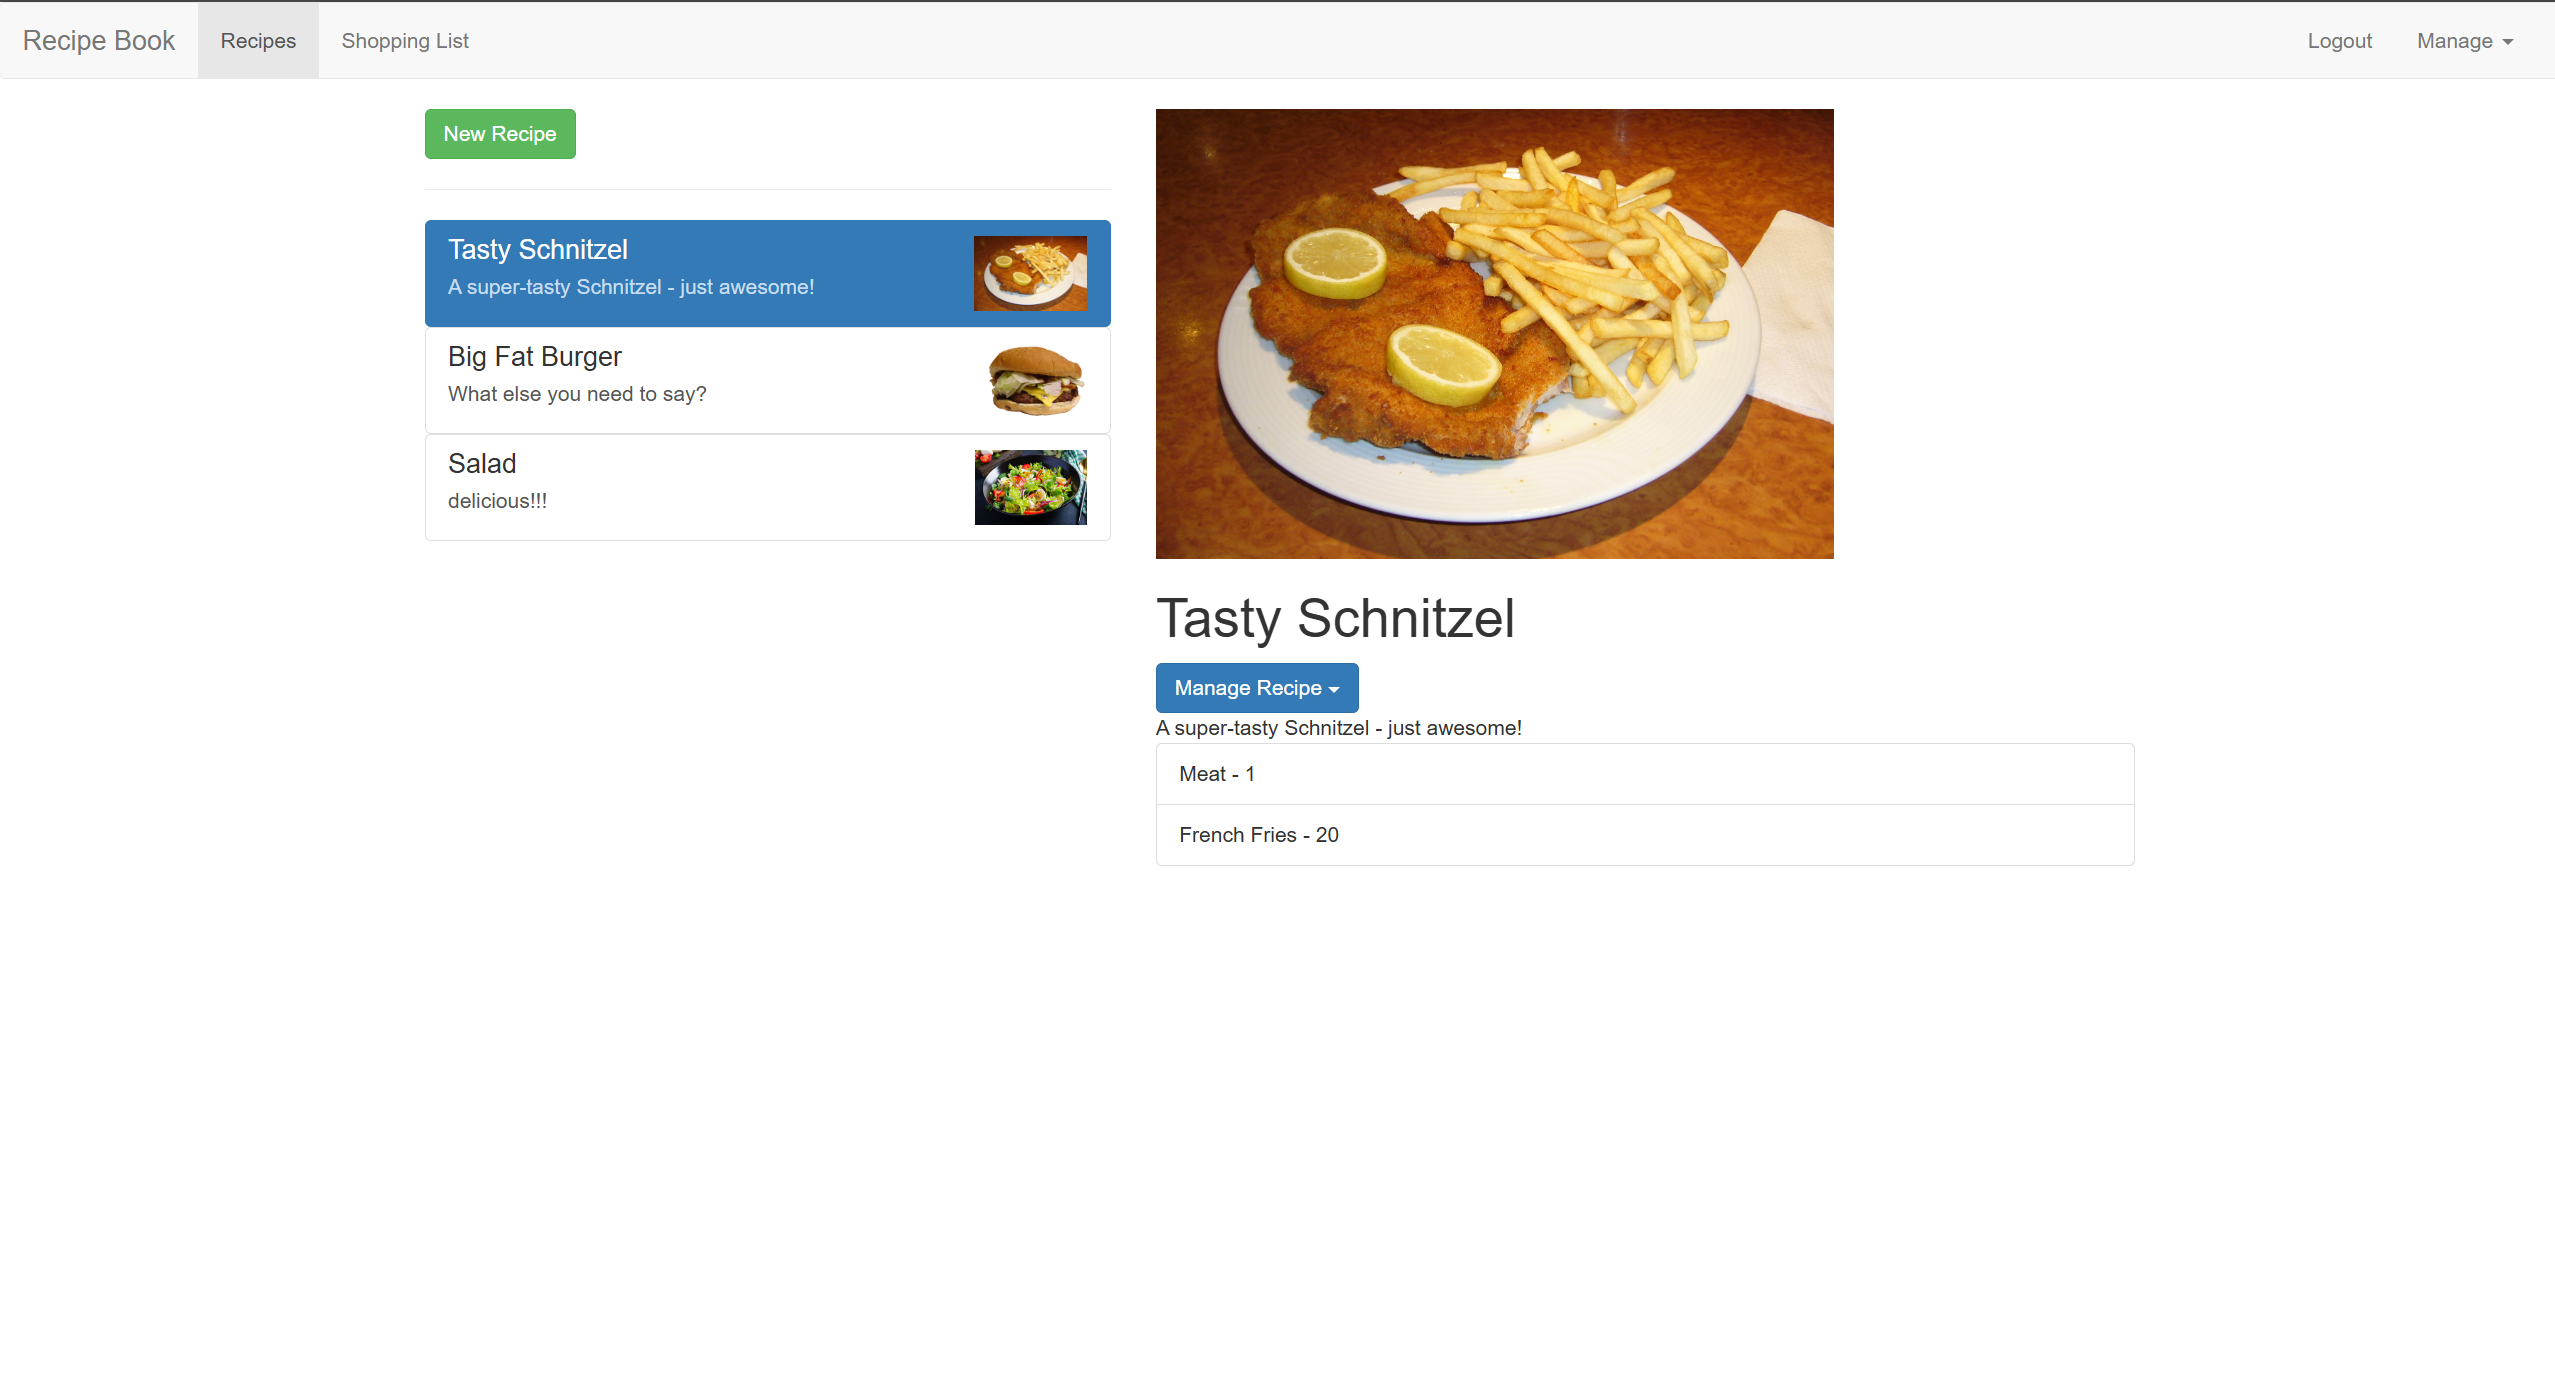 Recipe Book Recipes Shopping List Logout Manage
New Recipe
Tasty Schnitzel
A super-tasty Schnitzel - just awesome!
Big Fat Burger
What else you need to say?
Salad
delicious!!!
Tasty Schnitzel
Manage Recipe
A super-tasty Schnitzel - just awesome!
Meat - 1
French Fries - 20